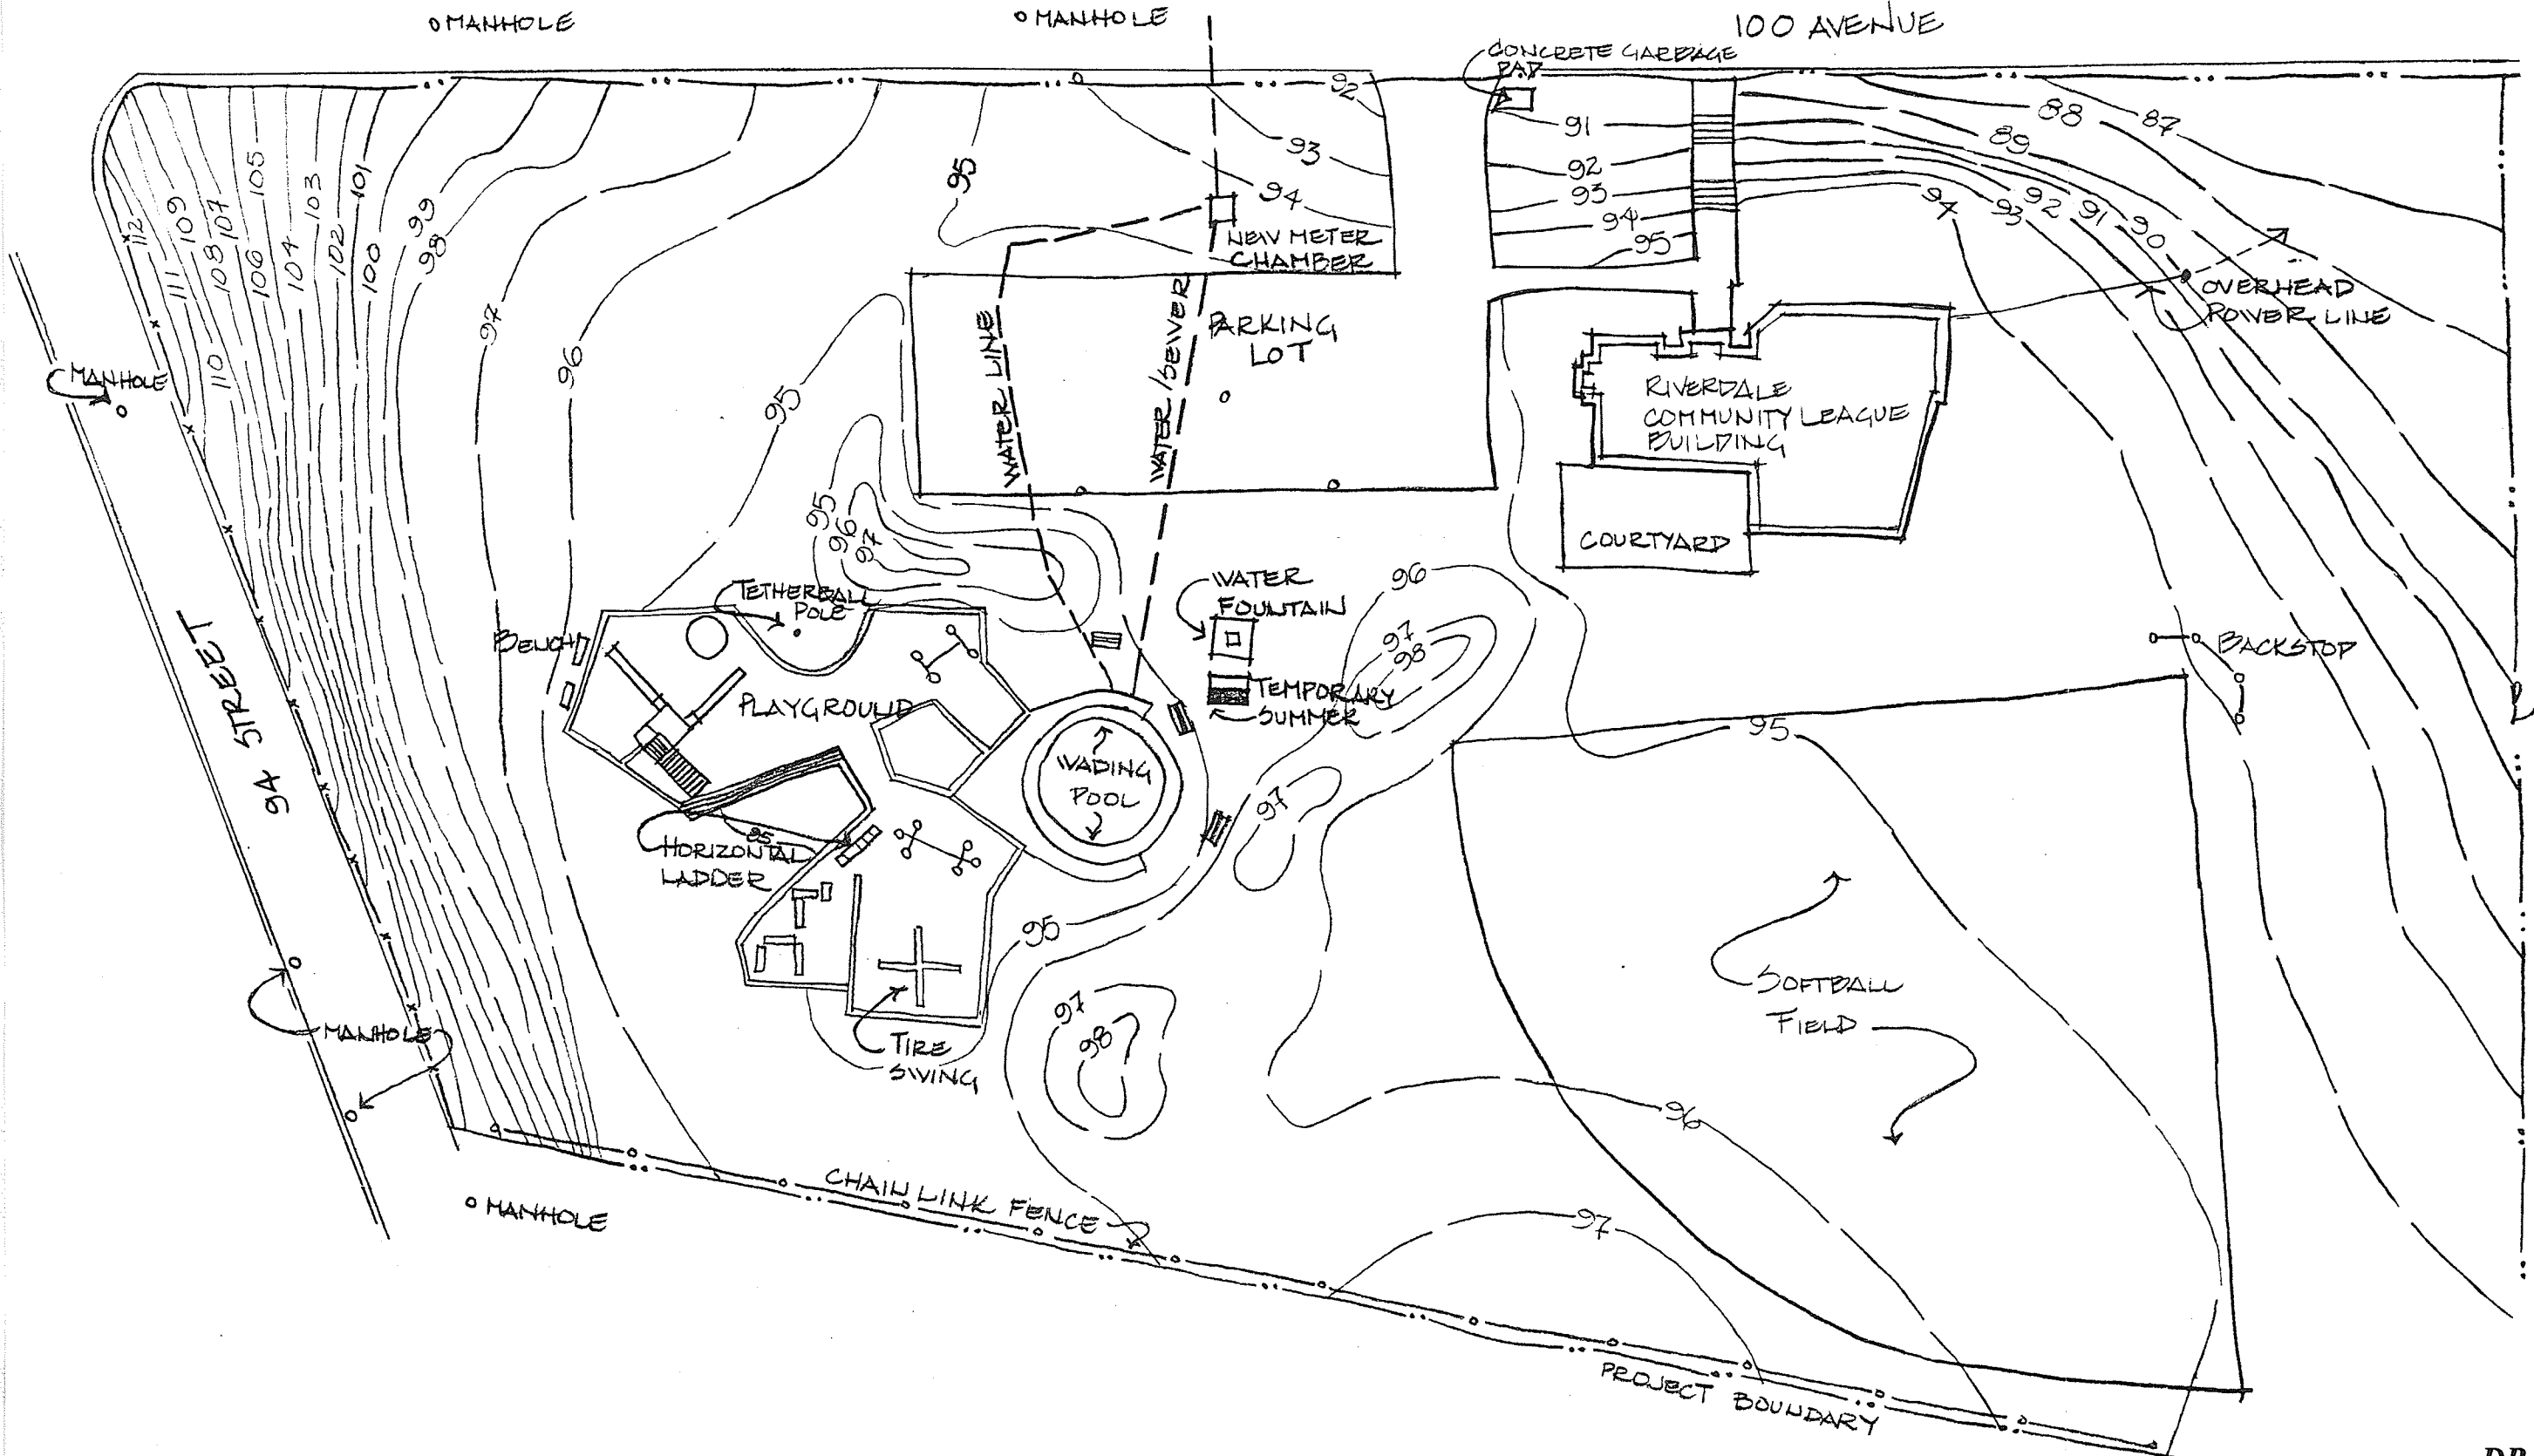 MANHOLE
MANHOLE
100 AVENUE
CONCRETE GARBAGE
PAD
92
88
87
91
89
93
95
92
105
103
101
94
93
99
109
107
94
112
98
108
102
94
93
92
91
90
95
111
106
104
100
NEW METER
CHAMBER
OVERHEAD
POWER LINE
97
110
WATER LINE
WATER/SEWER
PARKING
LOT
96
MANHOLE
RIVERDALE
COMMUNITY LEAGUE
BUILDING
95
95
96
97
COURTYARD
TETHERBALL
POLE
WATER
FOUNTAIN
96
BENCH
97
98
BACKSTOP
94 STREET
PLAYGROUND
TEMPORARY
SUMMER
95
WADING
POOL
97
95
HORIZONTAL
LADDER
95
SOFTBALL
FIELD
97
98
MANHOLE
TIRE
SWING
96
CHAIN LINK FENCE
MANHOLE
97
PROJECT BOUNDARY